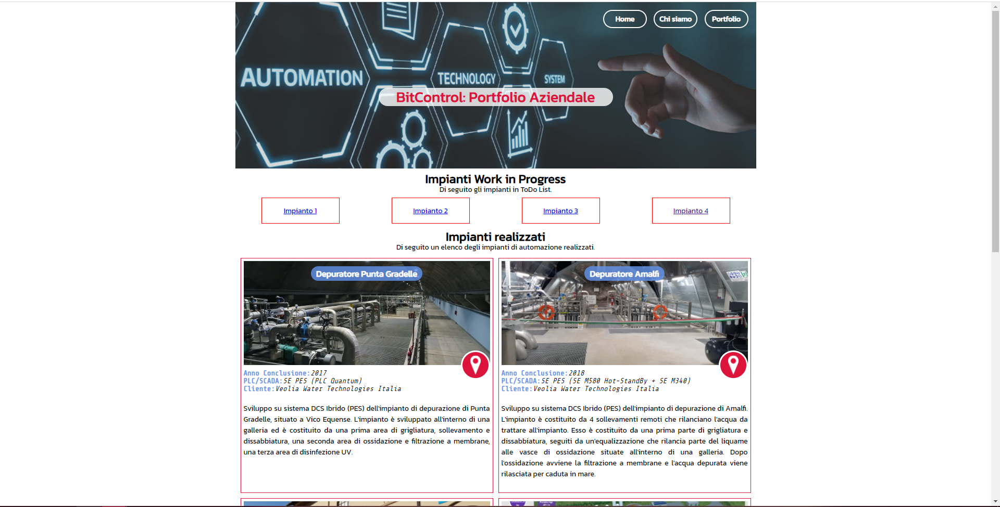 Home
Chi siamo
Portfolio
AUTOMATION
TECHNOLOGY
SYSTEM
BitControl: Portfolio Aziendale
Impianti Work in Progress
Di seguito gli impianti in ToDo List.
Impianto 1
Impianto 2
Impianto 3
Impianto 4
Impianti realizzati
Di seguito un elenco degli impianti di automazione realizzati.
Depuratore Punta Gradelle
Anno Conclusione:2017
PLC/SCADA:SE PES (PLC Quantum)
Cliente:Veolia Water Technologies Italia
Sviluppo su sistema DCS Ibrido (PES) dell'impianto di depurazione di Punta
Gradelle, situato a Vico Equense. L'impianto è sviluppato all'interno di una
galleria ed è costituito da una prima area di grigliatura, sollevamento e
dissabbiatura, una seconda area di ossidazione e filtrazione a membrane,
una terza area di disinfezione UV.
Depuratore Amalfi
Anno Conclusione:2018
PLC/SCADA:SE PES (SE M580 Hot-StandBy + SE M340)
Cliente:Veolia Water Technologies Italia
Sviluppo su sistema DCS Ibrido (PES) dell'impianto di depurazione di Amalfi.
L'impianto è costituito da 4 sollevamenti remoti che rilanciano l'acqua da
trattare all'impianto. Esso è costituito da una prima parte di grigliatura e
dissabbiatura, seguiti da un'equalizzazione che rilancia parte del liquame
alle vasce di ossidazione situate all'interno di una galleria. Dopo
l'ossidazione avviene la filtrazione a membrane e l'acqua depurata viene
rilasciata per caduta in mare.